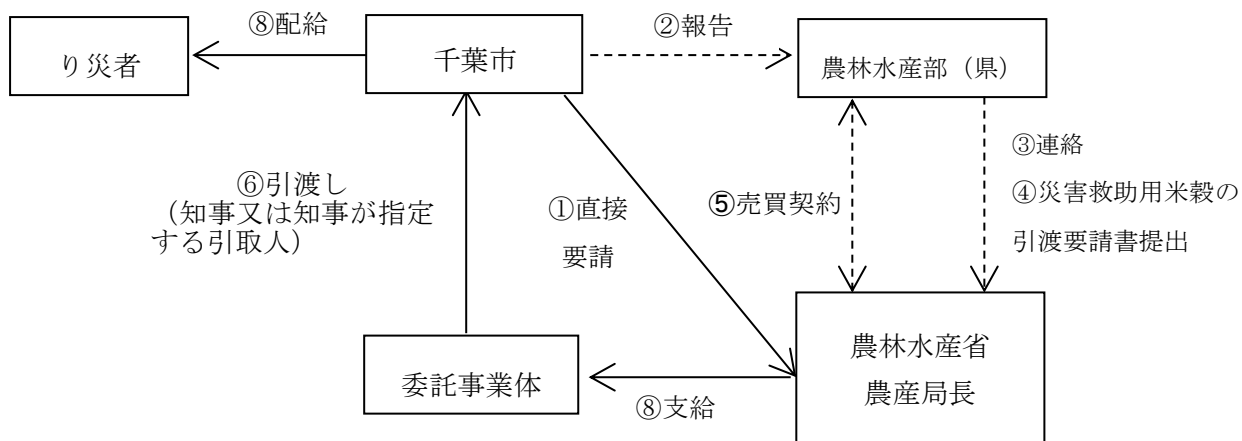 ⑧配給
②報告
り災者
千葉市
農林水産部（県）
③連絡
④災害救助用米穀の
引渡要請書提出
⑥引渡し
（知事又は知事が指定
する引取人）
①直接
要請
⑤売買契約
委託事業体
⑧支給
農林水産省
農産局長